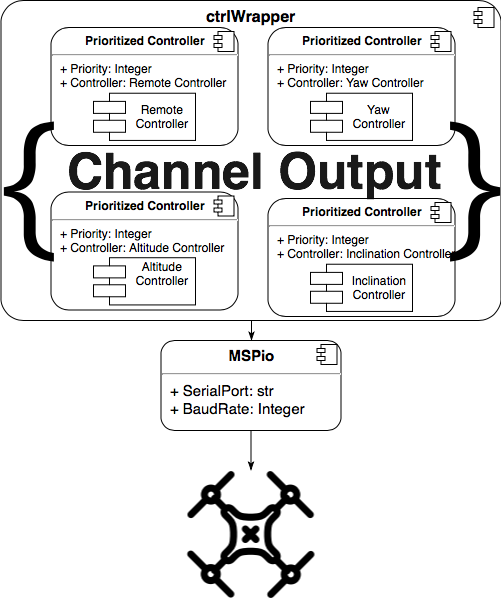 ctrlWrapper
Prioritized Controller
+ Priority: Integer
+ Controller: Remote Controller
Remote
Controller
Prioritized Controller
+ Priority: Integer
+ Controller: Yaw Controller
Yaw
Controller
{ Channel Output }
Prioritized Controller
+ Priority: Integer
+ Controller: Altitude Controller
Altitude
Controller
Prioritized Controller
+ Priority: Integer
+ Controller: Inclination Controller
Inclination
Controller
MSPio
+ SerialPort: str
+ BaudRate: Integer